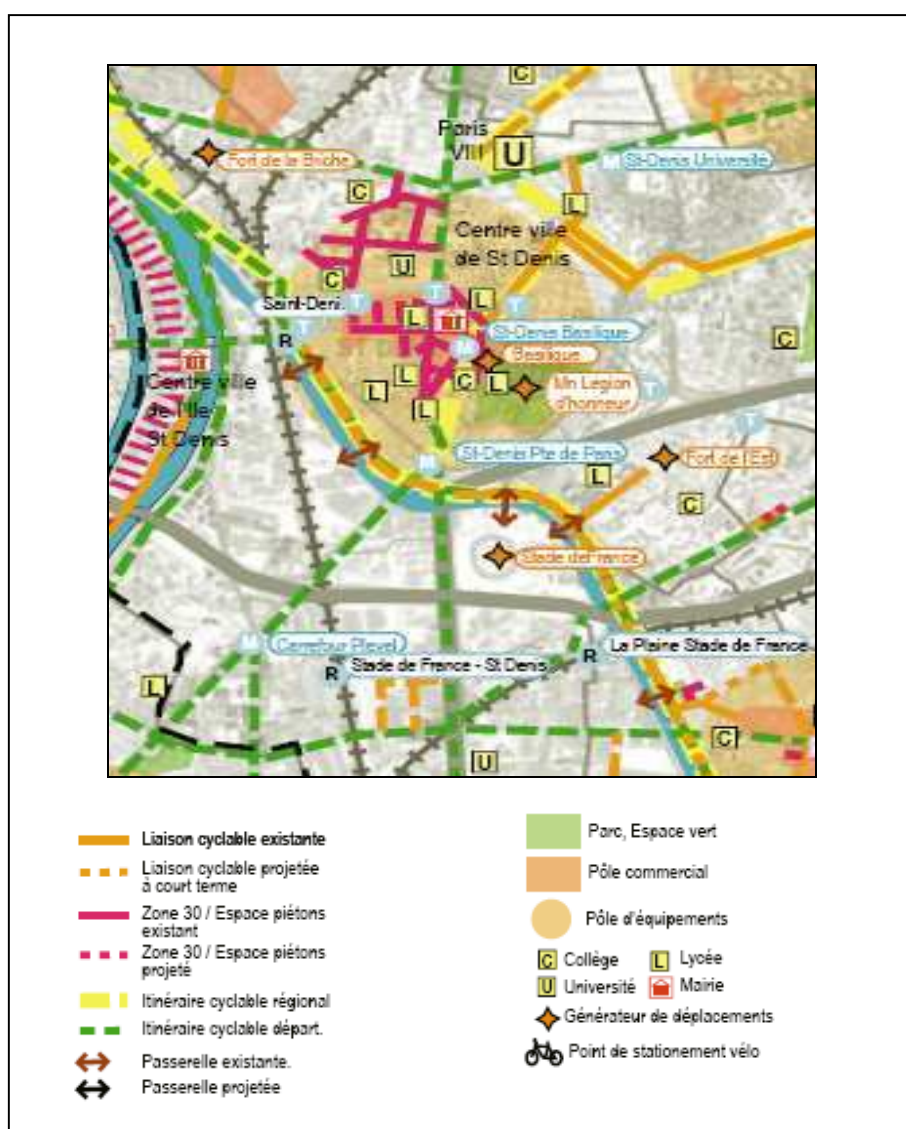 C
Paris
VIII U
Fort de la Briche
M St-Denis Université
C
L
Centre ville
de St Denis
U
C
Saint-Deni.
T
T
T
L
L
St-Denis Basilique
R
M
Basilique
Centre ville
de l'Ile
St Denis
L
L
C
L
Mn Legion
d'honneur
T
C
L
T
M
St-Denis Pte de Paris
L
Fort de l'Est
C
Stade de France
M Carrefour Pleyel
R
La Plaine Stade de France
R
Stade de France - St Denis
L
C
U
Liaison cyclable existante
Liaison cyclable projetée
à court terme
Zone 30 / Espace piétons
existant
Zone 30 / Espace piétons
projeté
Itinéraire cyclable régional
Itinéraire cyclable départ.
Passerelle existante.
Passerelle projetée
Parc, Espace vert
Pôle commercial
Pôle d'équipements
C Collège L Lycée
U Université Mairie
Générateur de déplacements
Point de stationement vélo